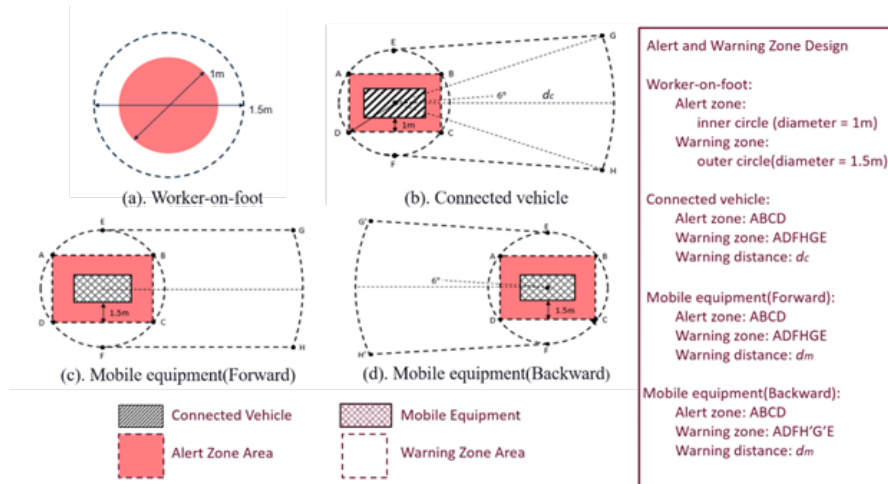 1m
1.5m
(a). Worker-on-foot
E
G
A
B
6°
dc
D
1m
C
F
H
(b). Connected vehicle
E
G
A
B
1.5m
D
C
F
H
(c). Mobile equipment(Forward)
G'
E
A
B
6°
1.5m
D
C
H'
F
(d). Mobile equipment(Backward)
Connected Vehicle
Mobile Equipment
Alert Zone Area
Warning Zone Area
Alert and Warning Zone Design
Worker-on-foot:
Alert zone:
inner circle (diameter = 1m)
Warning zone:
outer circle(diameter = 1.5m)
Connected vehicle:
Alert zone: ABCD
Warning zone: ADFHGE
Warning distance: dc
Mobile equipment(Forward):
Alert zone: ABCD
Warning zone: ADFHGE
Warning distance: dm
Mobile equipment(Backward):
Alert zone: ABCD
Warning zone: ADFH'G'E
Warning distance: dm